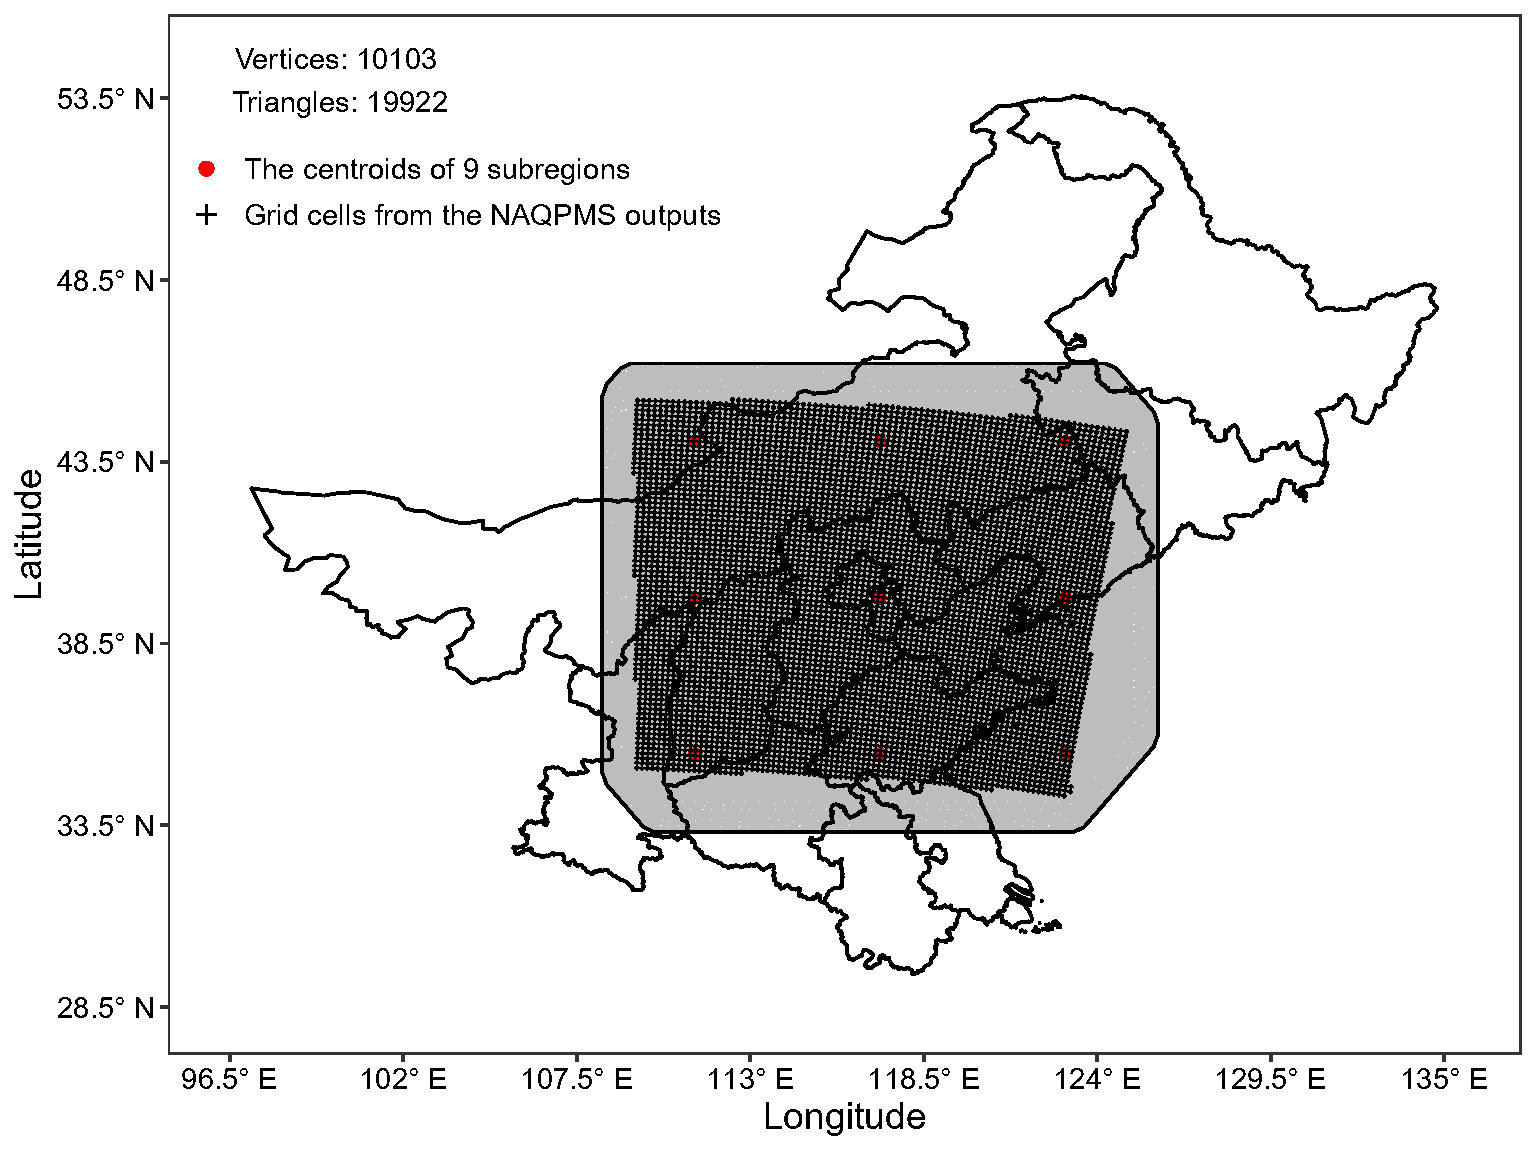 Vertices: 10103
Triangles: 19922
The centroids of 9 subregions
Grid cells from the NAQPMS outputs
53.5° N
48.5° N
43.5° N
38.5° N
33.5° N
28.5° N
Latitude
96.5° E
102° E
107.5° E
113° E
118.5° E
124° E
129.5° E
135° E
Longitude